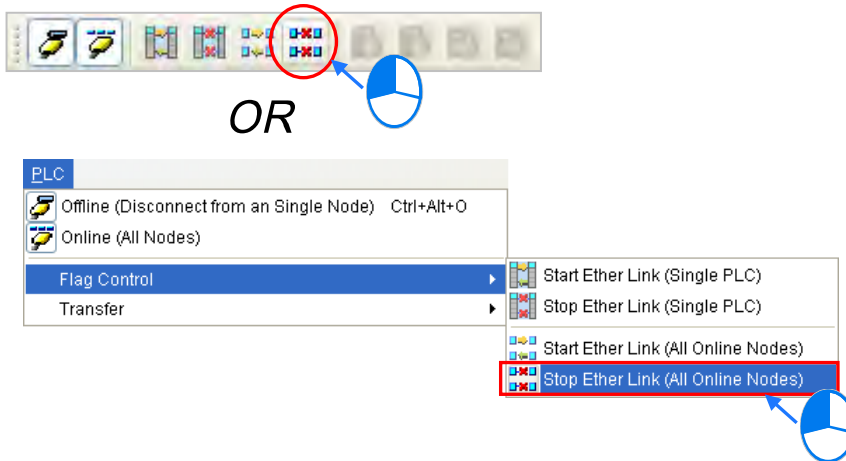 OR
PLC
Offline (Disconnect from an Single Node) Ctrl+Alt+O
Online (All Nodes)
Flag Control
Transfer
Start Ether Link (Single PLC)
Stop Ether Link (Single PLC)
Start Ether Link (All Online Nodes)
Stop Ether Link (All Online Nodes)